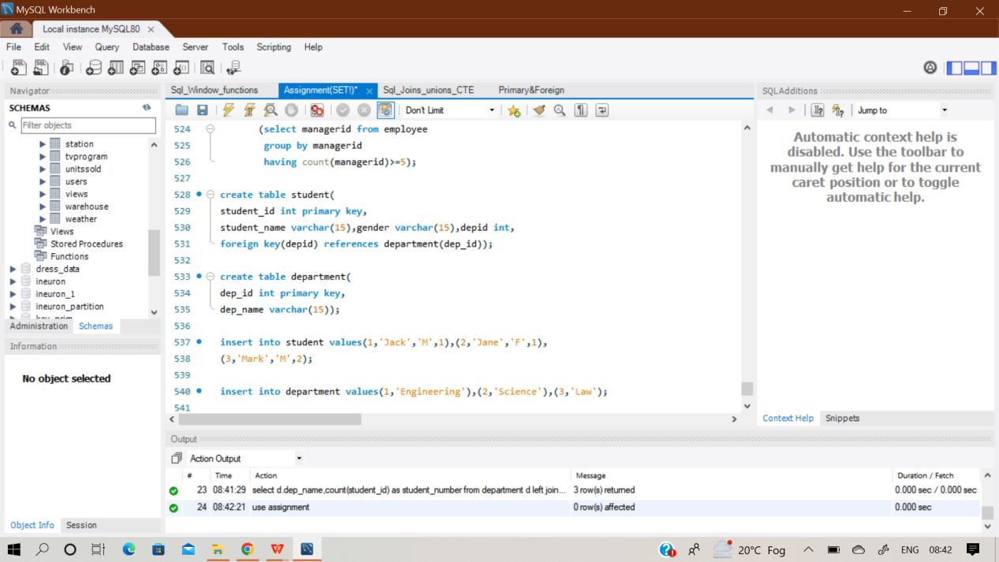 MySQL Workbench
Local instance MySQL80
File Edit View Query Database Server Tools Scripting Help
Navigator
SCHEMAS
Filter objects
station
tvprogram
unitssold
users
views
warehouse
weather
Views
Stored Procedures
Functions
dress_data
ineuron
ineuron_1
ineuron_partition
Administration Schemas
Information
No object selected
Object Info Session
Sql_Window_functions Assignment(SET!)* Sql_Joins_unions_CTE Primary&Foreign
Don't Limit
524 (select managerid from employee
525 group by managerid
526 having count(managerid)>=5);
527
528 create table student(
529 student_id int primary key,
530 student_name varchar(15),gender varchar(15),depid int,
531 foreign key(depid) references department(dep_id));
532
533 create table department(
534 dep_id int primary key,
535 dep_name varchar(15));
536
537 insert into student values(1,'Jack','M',1),(2,'Jane','F',1),
538 (3,'Mark','M',2);
539
540 insert into department values(1,'Engineering'),(2,'Science'),(3,'Law');
541
SQLAdditions
Jump to
Automatic context help is
disabled. Use the toolbar to
manually get help for the current
caret position or to toggle
automatic help.
Context Help Snippets
Output
Action Output
# Time Action Message Duration / Fetch
23 08:41:29 select d.dep_name,count(student_id) as student_number from department d left join... 3 row(s) returned 0.000 sec / 0.000 sec
24 08:42:21 use assignment 0 row(s) affected 0.000 sec
20°C Fog ENG 08:42